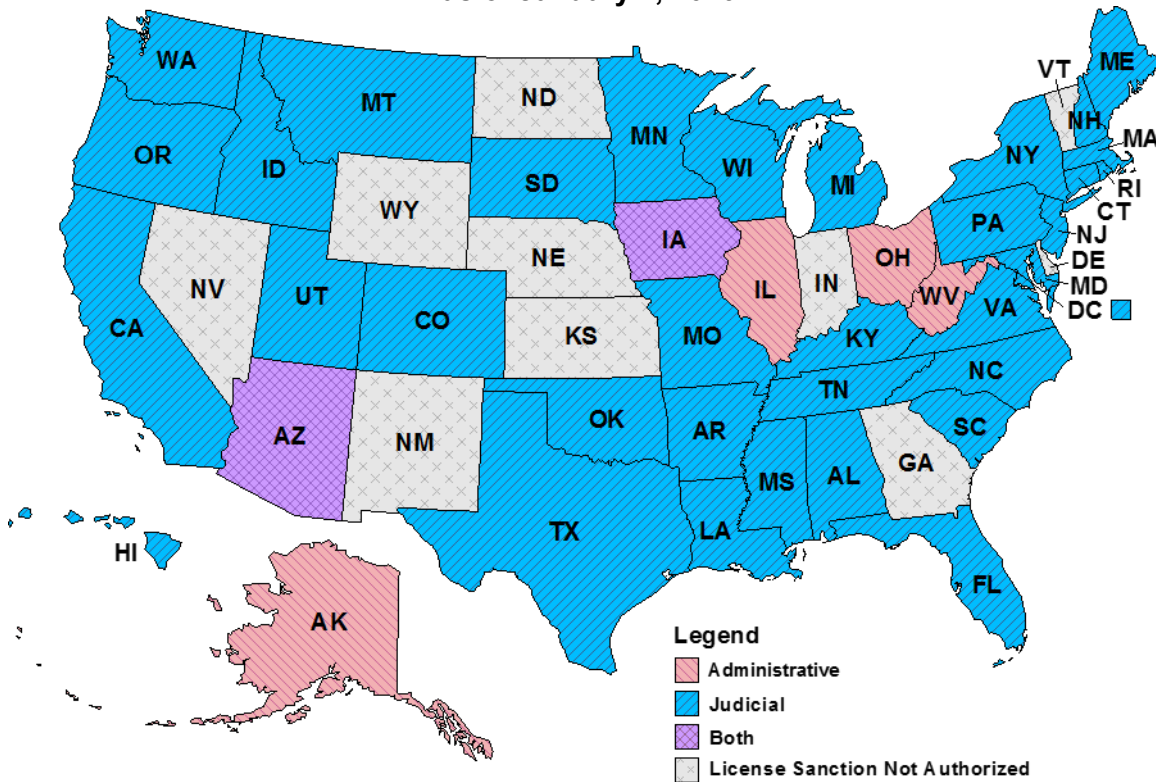 WA
MT
ND
MN
VT
ME
NH
MA
OR
ID
SD
WI
MI
NY
RI
CT
WY
IA
PA
NJ
NE
IL
IN
OH
DE
NV
UT
CO
WV
MD
VA
DC
CA
KS
MO
KY
NC
TN
AZ
NM
OK
AR
SC
MS
AL
GA
TX
LA
HI
FL
AK
Legend
Administrative
Judicial
Both
License Sanction Not Authorized